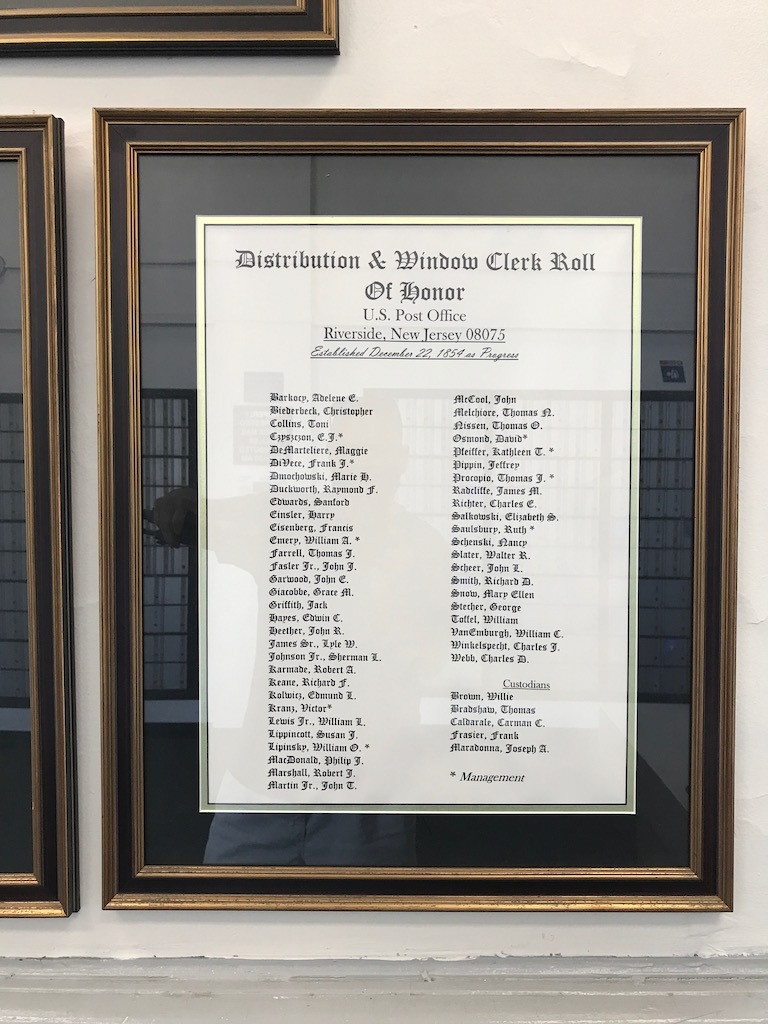 Distribution & Window Clerk Roll
Of Honor
U.S. Post Office
Riverside, New Jersey 08075
Established December 22, 1854 as Progress
Barkocy, Adelene E.
Biederbeck, Christopher
Collins, Toni
Czyszczon, E.J.*
DeMarteliere, Maggie
DiVece, Frank J.*
Dmochowski, Marie H.
Duckworth, Raymond F.
Edwards, Sanford
Einsler, Harry
Eisenberg, Francis
Emery, William A. *
Farrell, Thomas J.
Fasler Jr., John J.
Garwood, John E.
Giacobbe, Grace M.
Griffith, Jack
Hayes, Edwin C.
Heether, John R.
James Sr., Lyle W.
Johnson Jr., Sherman L.
Karmade, Robert A.
Keane, Richard F.
Kolwicz, Edmund L.
Kranz, Victor*
Lewis Jr., William L.
Lippincott, Susan J.
Lipinsky, William O. *
MacDonald, Philip J.
Marshall, Robert J.
Martin Jr., John T.
McCool, John
Melchiore, Thomas N.
Nissen, Thomas O.
Osmond, David*
Pfeiffer, Kathleen T. *
Pippin, Jeffrey
Procopio, Thomas J. *
Radcliffe, James M.
Richter, Charles E.
Salkowski, Elizabeth S.
Saulsbury, Ruth *
Schenski, Nancy
Slater, Walter R.
Scheer, John L.
Smith, Richard D.
Snow, Mary Ellen
Stecher, George
Toffel, William
VanEmburgh, William C.
Winkelspecht, Charles J.
Webb, Charles D.
Custodians
Brown, Willie
Bradshaw, Thomas
Caldarale, Carman C.
Frasier, Frank
Maradonna, Joseph A.
* Management